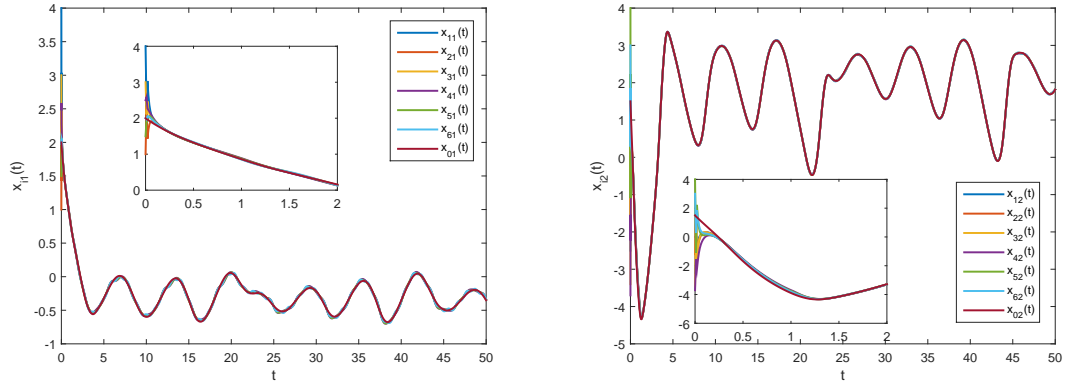 4
3.5
3
2.5
2
1.5
1
0.5
0
-0.5
-1
x_{i1}(t)
0 5 10 15 20 25 30 35 40 45 50
t
4
3
2
1
0
0 0.5 1 1.5 2
x_{11}(t)
x_{21}(t)
x_{31}(t)
x_{41}(t)
x_{51}(t)
x_{61}(t)
x_{01}(t)
4
3
2
1
0
-1
-2
-3
-4
-5
x_{i2}(t)
0 5 10 15 20 25 30 35 40 45 50
t
4
2
0
-2
-4
-6
0 0.5 1 1.5 2
x_{12}(t)
x_{22}(t)
x_{32}(t)
x_{42}(t)
x_{52}(t)
x_{62}(t)
x_{02}(t)